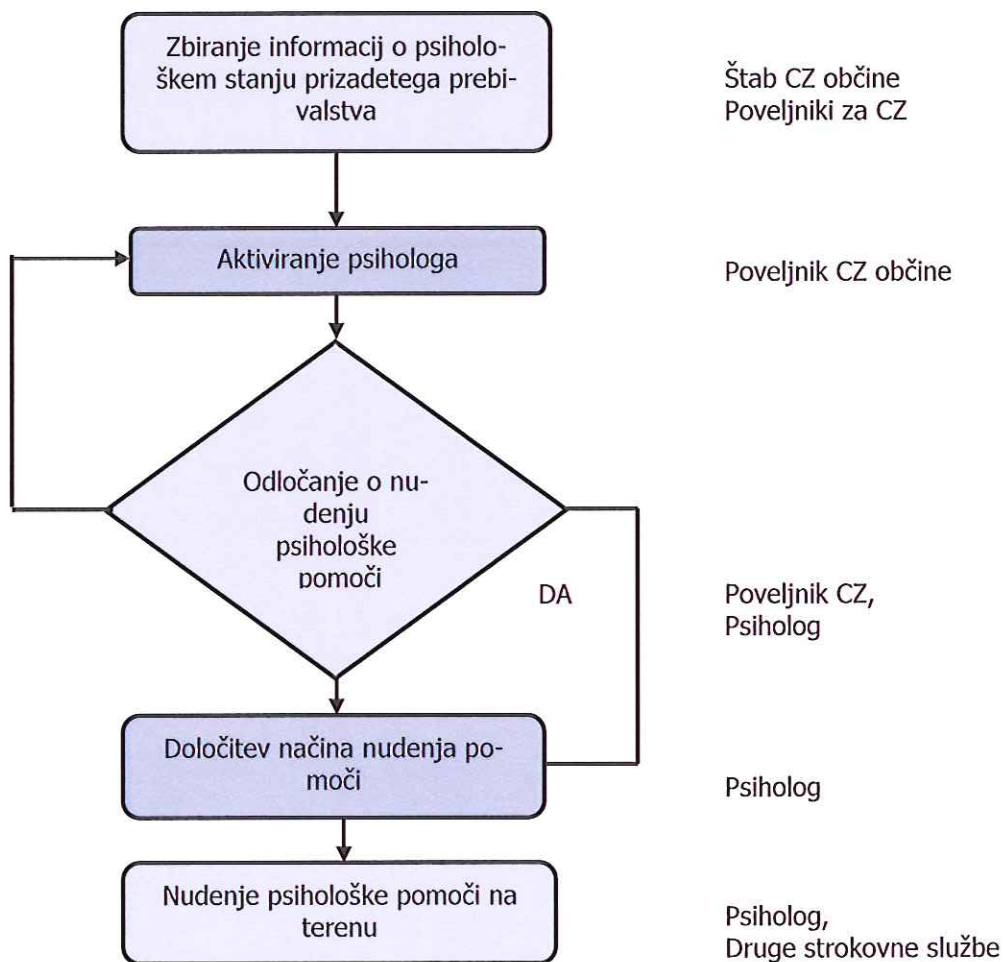 Zbiranje informacij o psiholo-
škem stanju prizadetega prebi-
valstva
Štab CZ občine
Poveljniki za CZ
Aktiviranje psihologa
Poveljnik CZ občine
Odločanje o nu-
denju
psihološke
pomoči
DA
Poveljnik CZ,
Psiholog
Določitev načina nudenja po-
moči
Psiholog
Nudenje psihološke pomoči na
terenu
Psiholog,
Druge strokovne službe